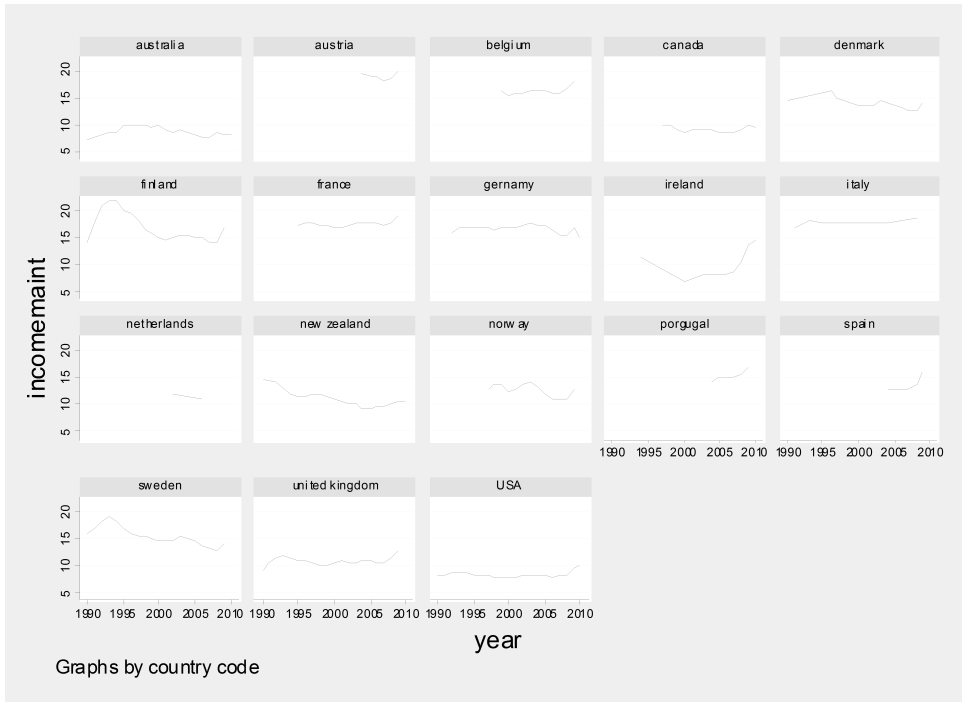 australia austria belgium canada denmark
20
15
10
5
finland france gernamy ireland italy
20
15
10
5
incomemaint
netherlands new zealand norway porgugal spain
20
15
10
5
1990 1995 2000 2005 2010 1990 1995 2000 2005 2010
sweden united kingdom USA
20
15
10
5
1990 1995 2000 2005 2010 1990 1995 2000 2005 2010 1990 1995 2000 2005 2010
year
Graphs by country code